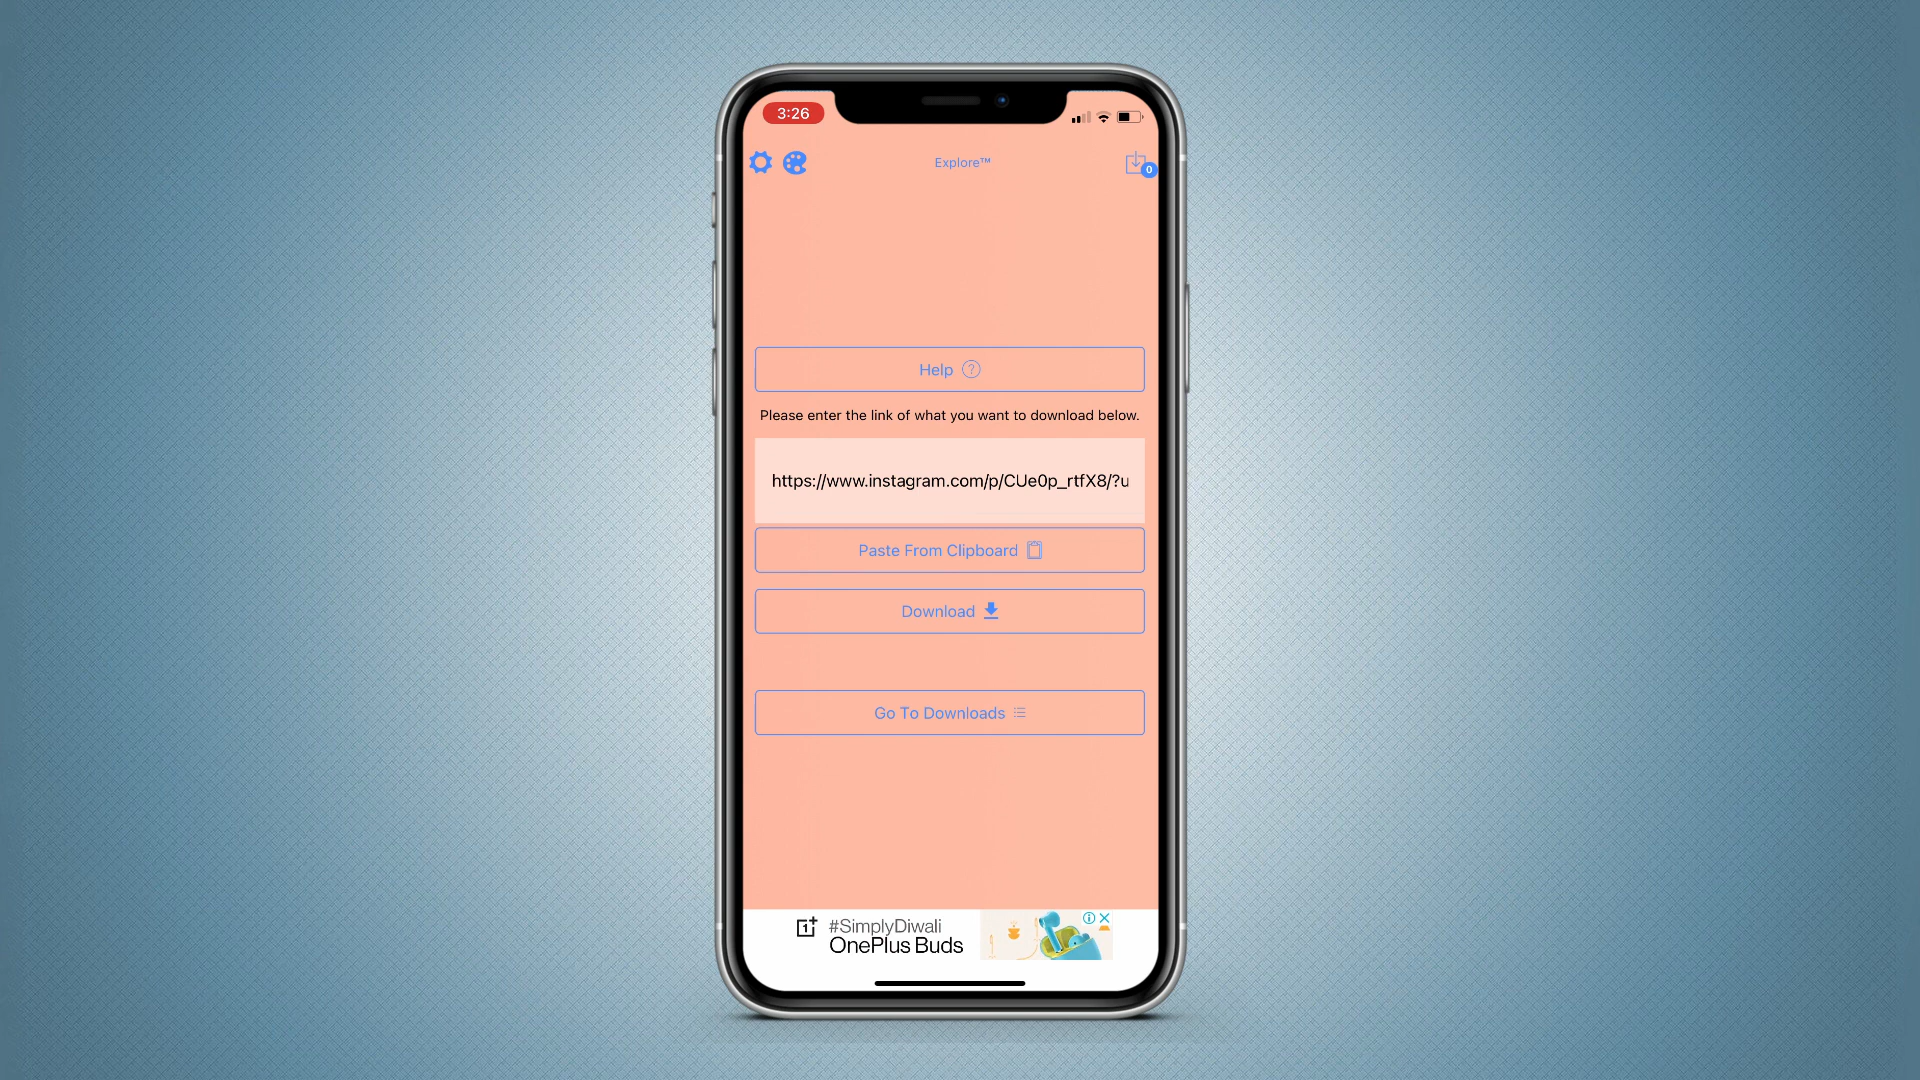 3:26
Explore™
0
Help ?
Please enter the link of what you want to download below.
https://www.instagram.com/p/CUe0p_rtfX8/?u
Paste From Clipboard
Download
Go To Downloads
1+ #SimplyDiwali
OnePlus Buds